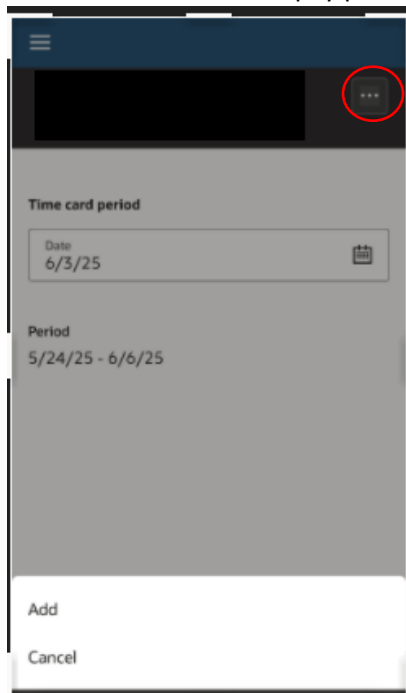 Time card period
Date
6/3/25
Period
5/24/25 - 6/6/25
Add
Cancel